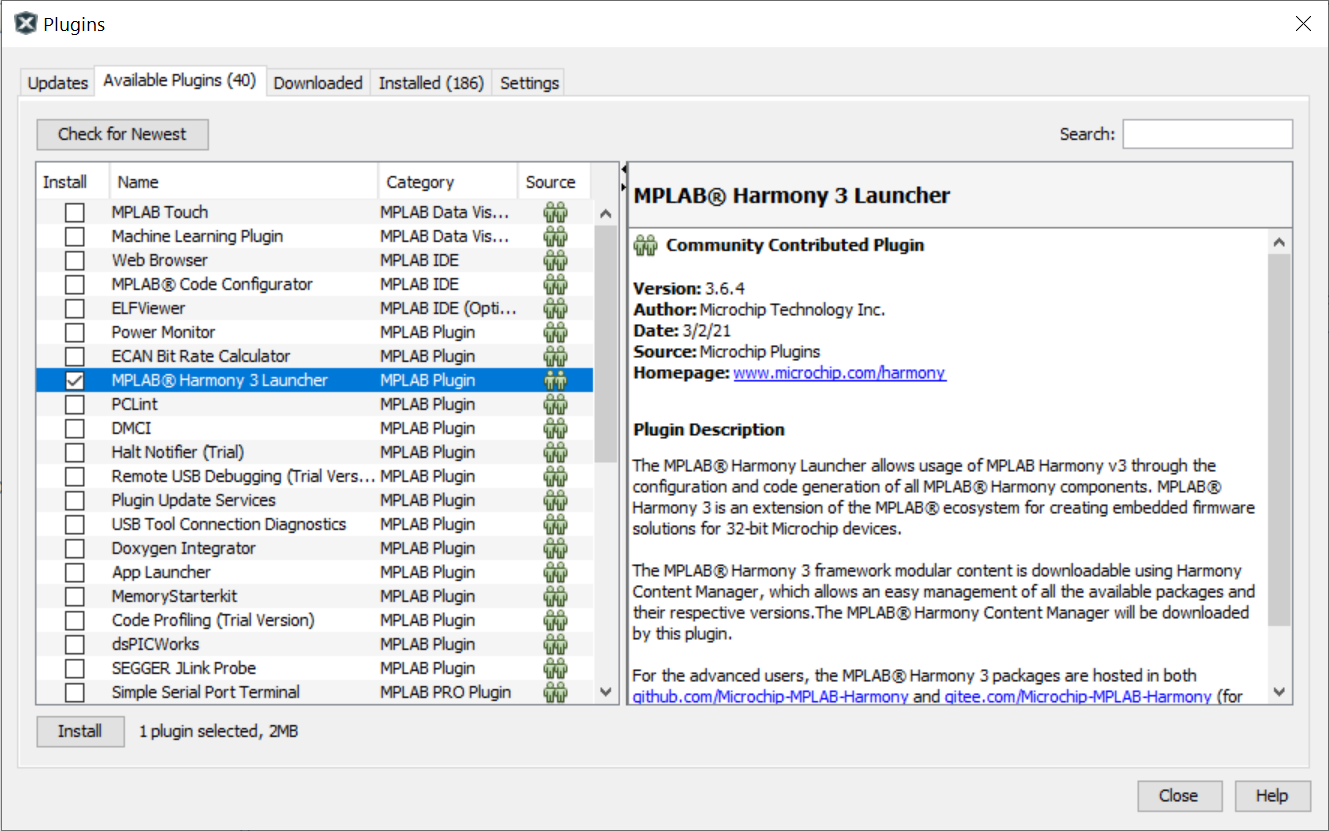 Plugins
Updates Available Plugins (40) Downloaded Installed (186) Settings
Check for Newest Search:
Install Name Category Source
MPLAB Touch MPLAB Data Vis...
Machine Learning Plugin MPLAB Data Vis...
Web Browser MPLAB IDE
MPLAB® Code Configurator MPLAB IDE
ELFViewer MPLAB IDE (Opti...
Power Monitor MPLAB Plugin
ECAN Bit Rate Calculator MPLAB Plugin
MPLAB® Harmony 3 Launcher MPLAB Plugin
PCLint MPLAB Plugin
DMCI MPLAB Plugin
Halt Notifier (Trial) MPLAB Plugin
Remote USB Debugging (Trial Vers... MPLAB Plugin
Plugin Update Services MPLAB Plugin
USB Tool Connection Diagnostics MPLAB Plugin
Doxygen Integrator MPLAB Plugin
App Launcher MPLAB Plugin
MemoryStarterkit MPLAB Plugin
Code Profiling (Trial Version) MPLAB Plugin
dsPICWorks MPLAB Plugin
SEGGER JLink Probe MPLAB Plugin
Simple Serial Port Terminal MPLAB PRO Plugin
MPLAB® Harmony 3 Launcher
Community Contributed Plugin
Version: 3.6.4
Author: Microchip Technology Inc.
Date: 3/2/21
Source: Microchip Plugins
Homepage: www.microchip.com/harmony
Plugin Description
The MPLAB® Harmony Launcher allows usage of MPLAB Harmony v3 through the
configuration and code generation of all MPLAB® Harmony components. MPLAB®
Harmony 3 is an extension of the MPLAB® ecosystem for creating embedded firmware
solutions for 32-bit Microchip devices.
The MPLAB® Harmony 3 framework modular content is downloadable using Harmony
Content Manager, which allows an easy management of all the available packages and
their respective versions.The MPLAB® Harmony Content Manager will be downloaded
by this plugin.
For the advanced users, the MPLAB® Harmony 3 packages are hosted in both
github.com/Microchip-MPLAB-Harmony and gitee.com/Microchip-MPLAB-Harmony (for
Install 1 plugin selected, 2MB
Close Help